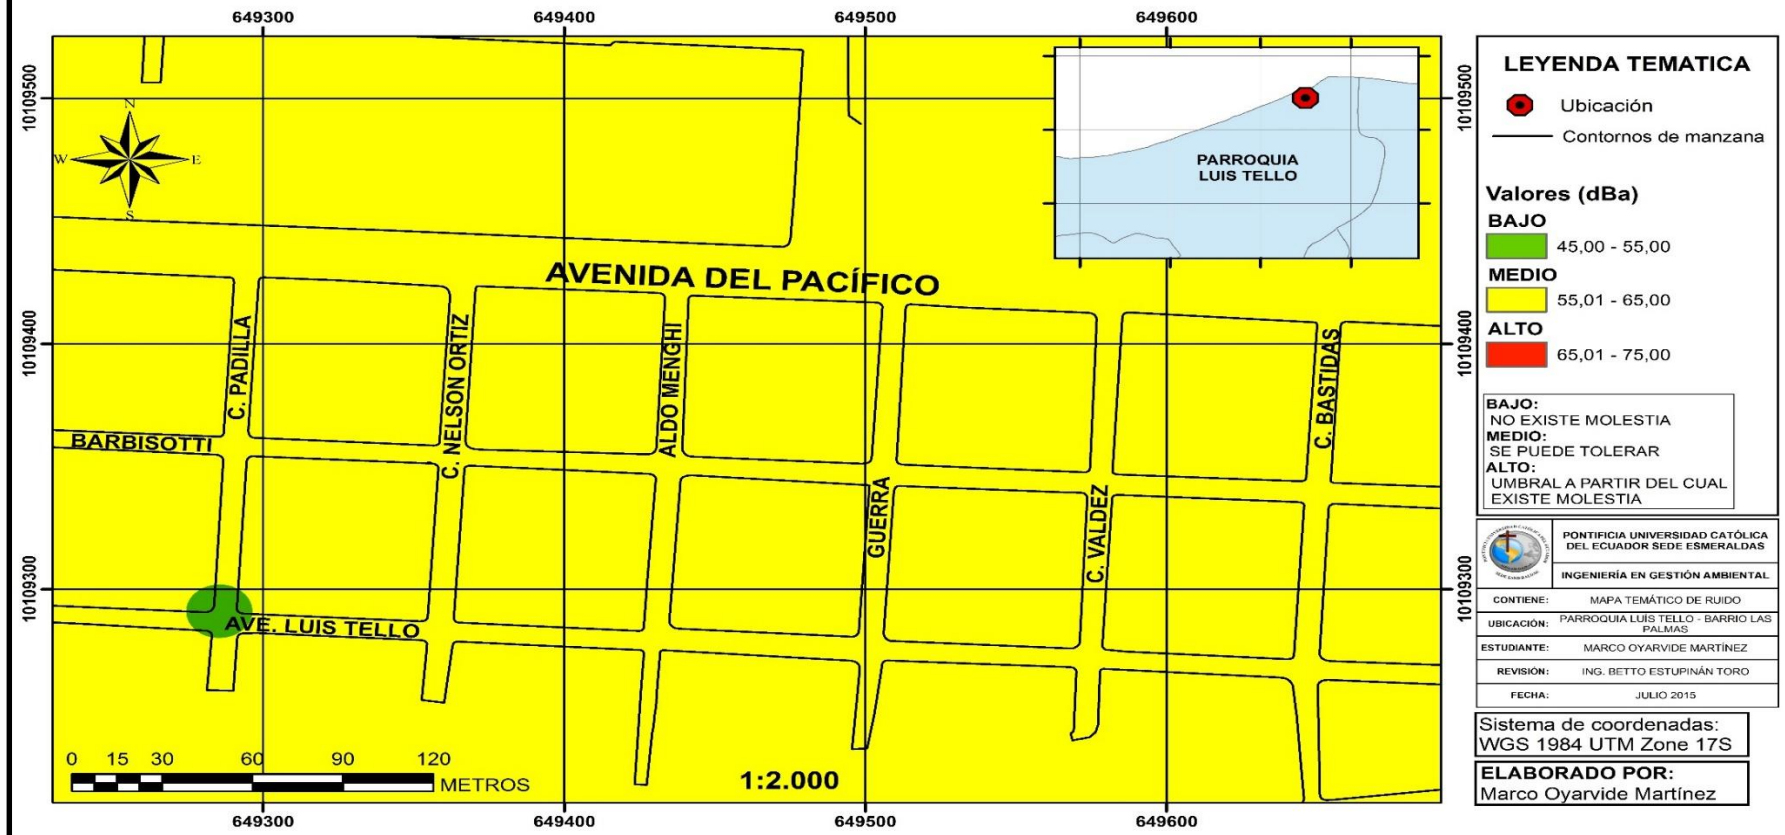 649300 649400 649500 649600
10109500
10109400
10109300
N
W E
S
PARROQUIA
LUIS TELLO
AVENIDA DEL PACÍFICO
C. PADILLA
C. NELSON ORTIZ
ALDO MENGHI
GUERRA
C. VALDEZ
C. BASTIDAS
BARBISOTTI
AVE. LUIS TELLO
0 15 30 60 90 120
METROS
1:2.000
10109500
10109400
10109300
649300 649400 649500 649600
LEYENDA TEMATICA
Ubicación
Contornos de manzana
Valores (dBa)
BAJO
45,00 - 55,00
MEDIO
55,01 - 65,00
ALTO
65,01 - 75,00
BAJO:
NO EXISTE MOLESTIA
MEDIO:
SE PUEDE TOLERAR
ALTO:
UMBRAL A PARTIR DEL CUAL
EXISTE MOLESTIA
PONTIFICIA UNIVERSIDAD CATÓLICA
DEL ECUADOR SEDE ESMERALDAS
INGENIERÍA EN GESTIÓN AMBIENTAL
CONTIENE: MAPA TEMÁTICO DE RUIDO
UBICACIÓN: PARROQUIA LUÍS TELLO - BARRIO LAS
PALMAS
ESTUDIANTE: MARCO OYARVIDE MARTÍNEZ
REVISIÓN: ING. BETTO ESTUPINÁN TORO
FECHA: JULIO 2015
Sistema de coordenadas:
WGS 1984 UTM Zone 17S
ELABORADO POR:
Marco Oyarvide Martínez